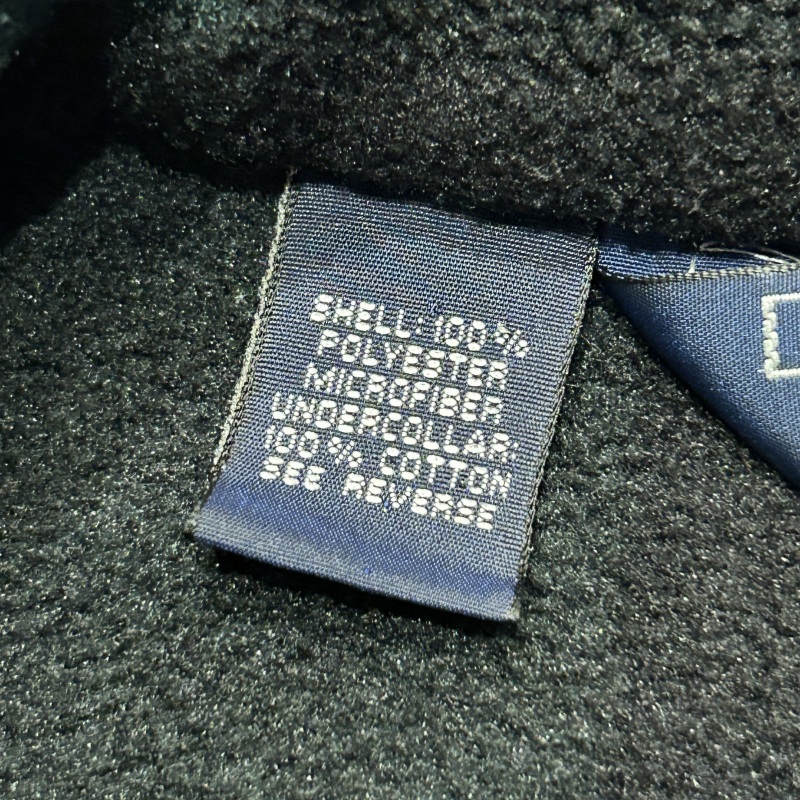 SHELL: 100%
POLYESTER
MICROFIBER
UNDERCOLLAR:
100% COTTON
SEE REVERSE